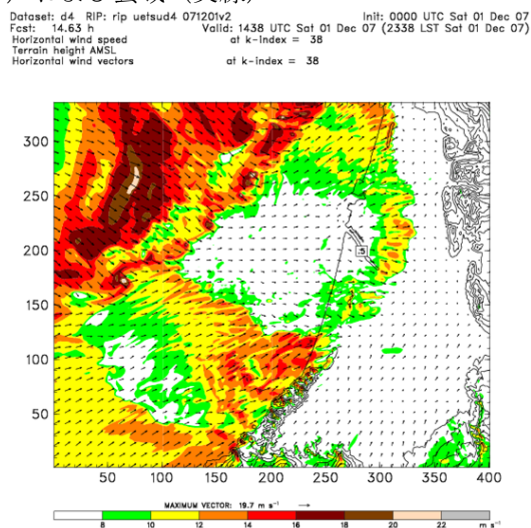 Dataset: d4 RIP: rip uetsud4 071201v2 Init: 0000 UTC Sat 01 Dec 07
Fcst: 14.63 h Valid: 1438 UTC Sat 01 Dec 07 (2338 LST Sat 01 Dec 07)
Horizontal wind speed at k-index = 38
Terrain height AMSL
Horizontal wind vectors at k-index = 38
300
250
200
150
100
50
50 100 150 200 250 300 350 400
.5
MAXIMUM VECTOR: 19.7 m s⁻¹
8 10 12 14 16 18 20 22 m s⁻¹